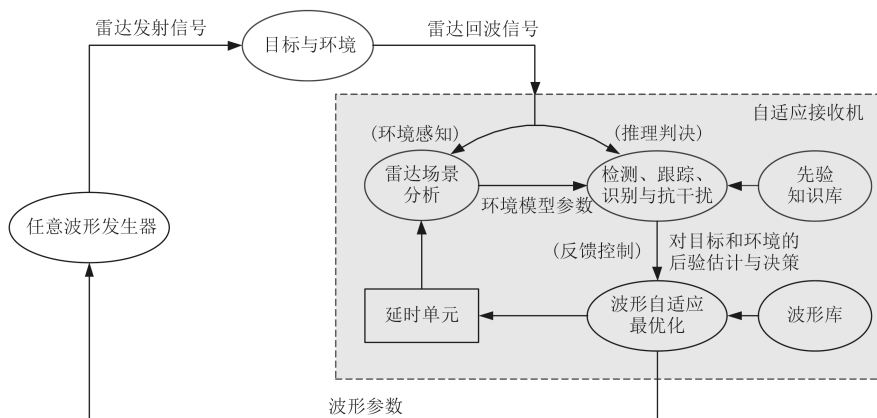 雷达发射信号
目标与环境
雷达回波信号
自适应接收机
(环境感知)
(推理判决)
雷达场景
分析
环境模型参数
检测、跟踪、
识别与抗干扰
先验
知识库
任意波形发生器
(反馈控制)
对目标和环境的
后验估计与决策
延时单元
波形自适应
最优化
波形库
波形参数